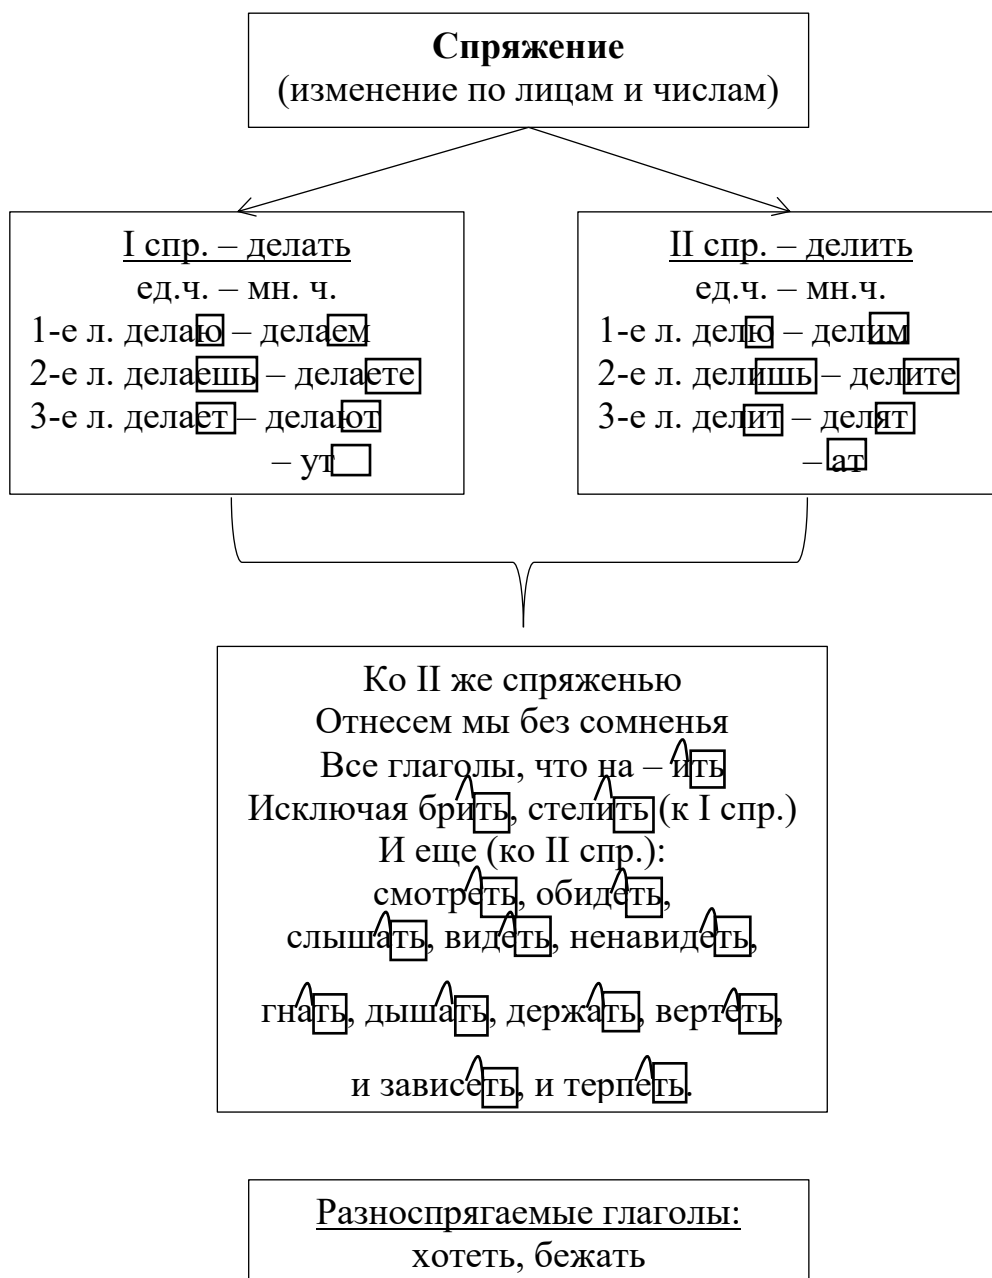 Спряжение
(изменение по лицам и числам)
I спр. – делать
ед.ч. – мн. ч.
1-е л. делаю – делаем
2-е л. делаешь – делаете
3-е л. делает – делают
– ут
II спр. – делить
ед.ч. – мн.ч.
1-е л. делю – делим
2-е л. делишь – делите
3-е л. делит – делят
– ат
Ко II же спряженью
Отнесем мы без сомненья
Все глаголы, что на – ить
Исключая брить, стелить (к I спр.)
И еще (ко II спр.):
смотреть, обидеть,
слышать, видеть, ненавидеть,
гнать, дышать, держать, вертеть,
и зависеть, и терпеть.
Разноспрягаемые глаголы:
хотеть, бежать